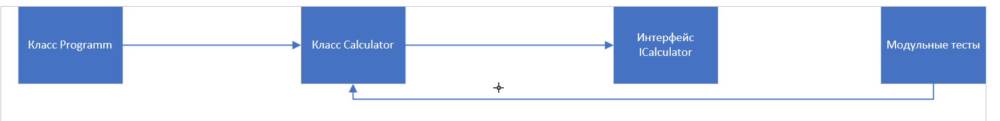 Класс Programm
Класс Calculator
Интерфейс
ICalculator
Модульные тесты